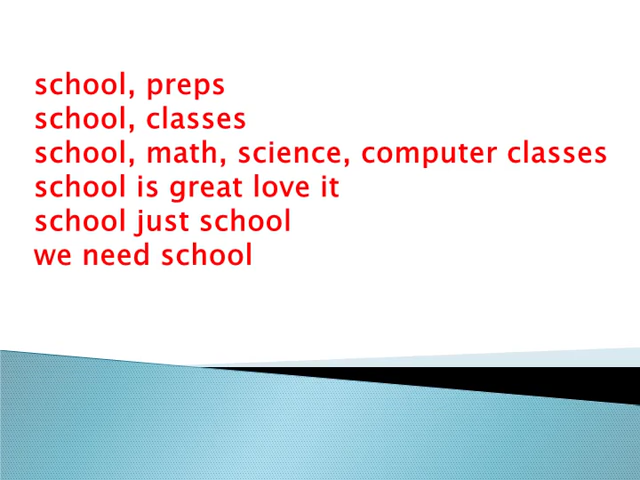 school, preps
school, classes
school, math, science, computer classes
school is great love it
school just school
we need school